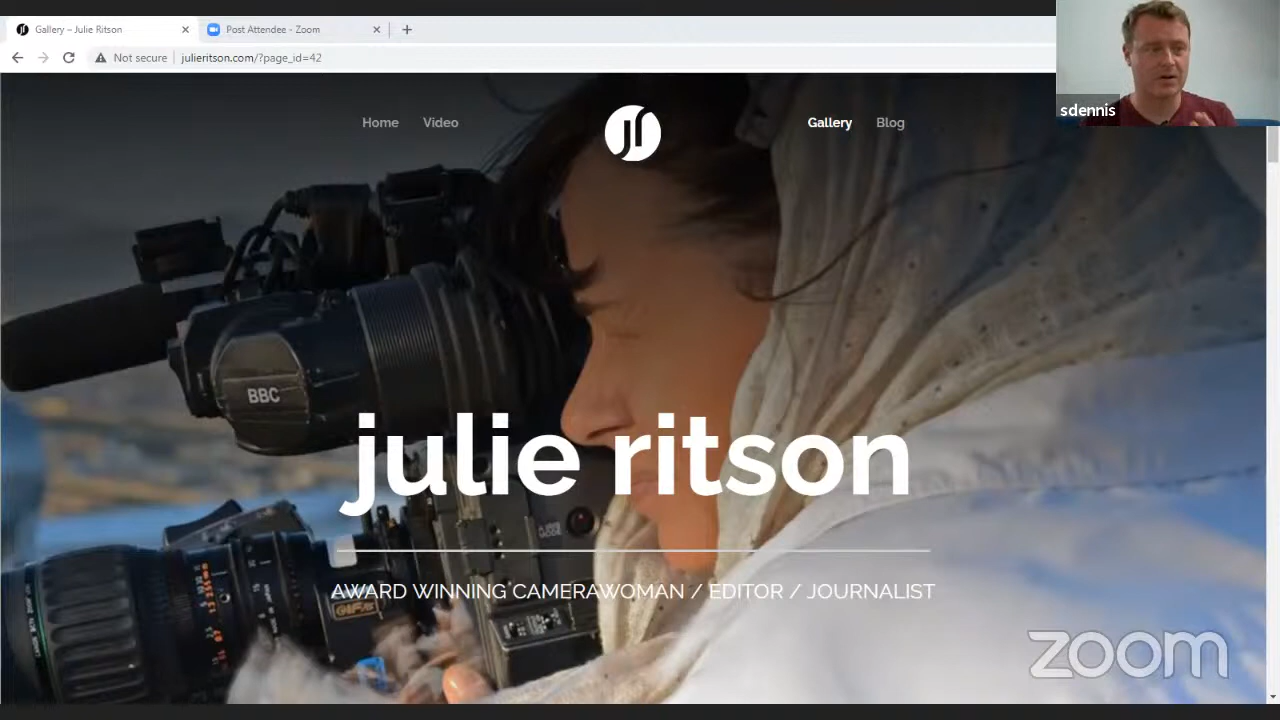 Gallery – Julie Ritson
Post Attendee - Zoom
Not secure
julieritson.com/?page_id=42
sdennis
Home
Video
Gallery
Blog
BBC
julie ritson
AWARD WINNING CAMERAWOMAN / EDITOR / JOURNALIST
zoom